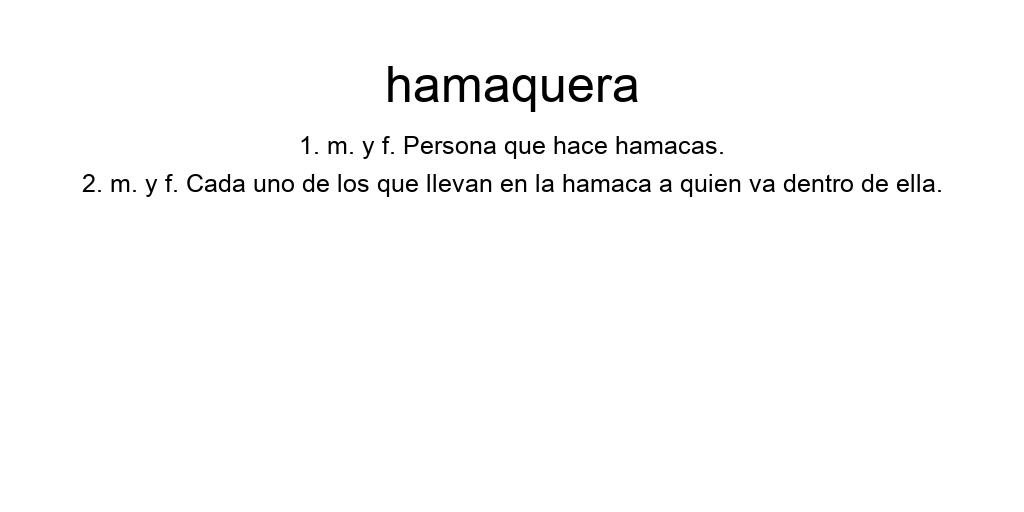 hamaquera
1. m. y f. Persona que hace hamacas.
2. m. y f. Cada uno de los que llevan en la hamaca a quien va dentro de ella.